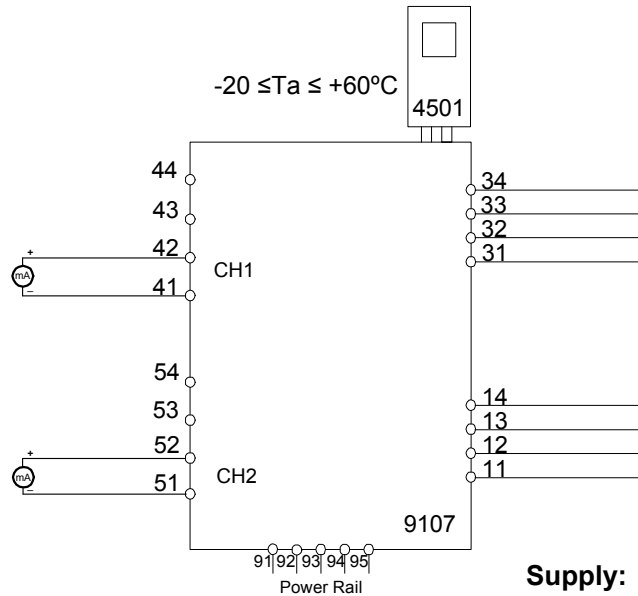 -20 ≤Ta ≤ +60ºC
4501
44
43
42
41
+
mA
–
CH1
34
33
32
31
54
53
52
51
+
mA
–
CH2
14
13
12
11
9107
91 92 93 94 95
Power Rail
Supply: